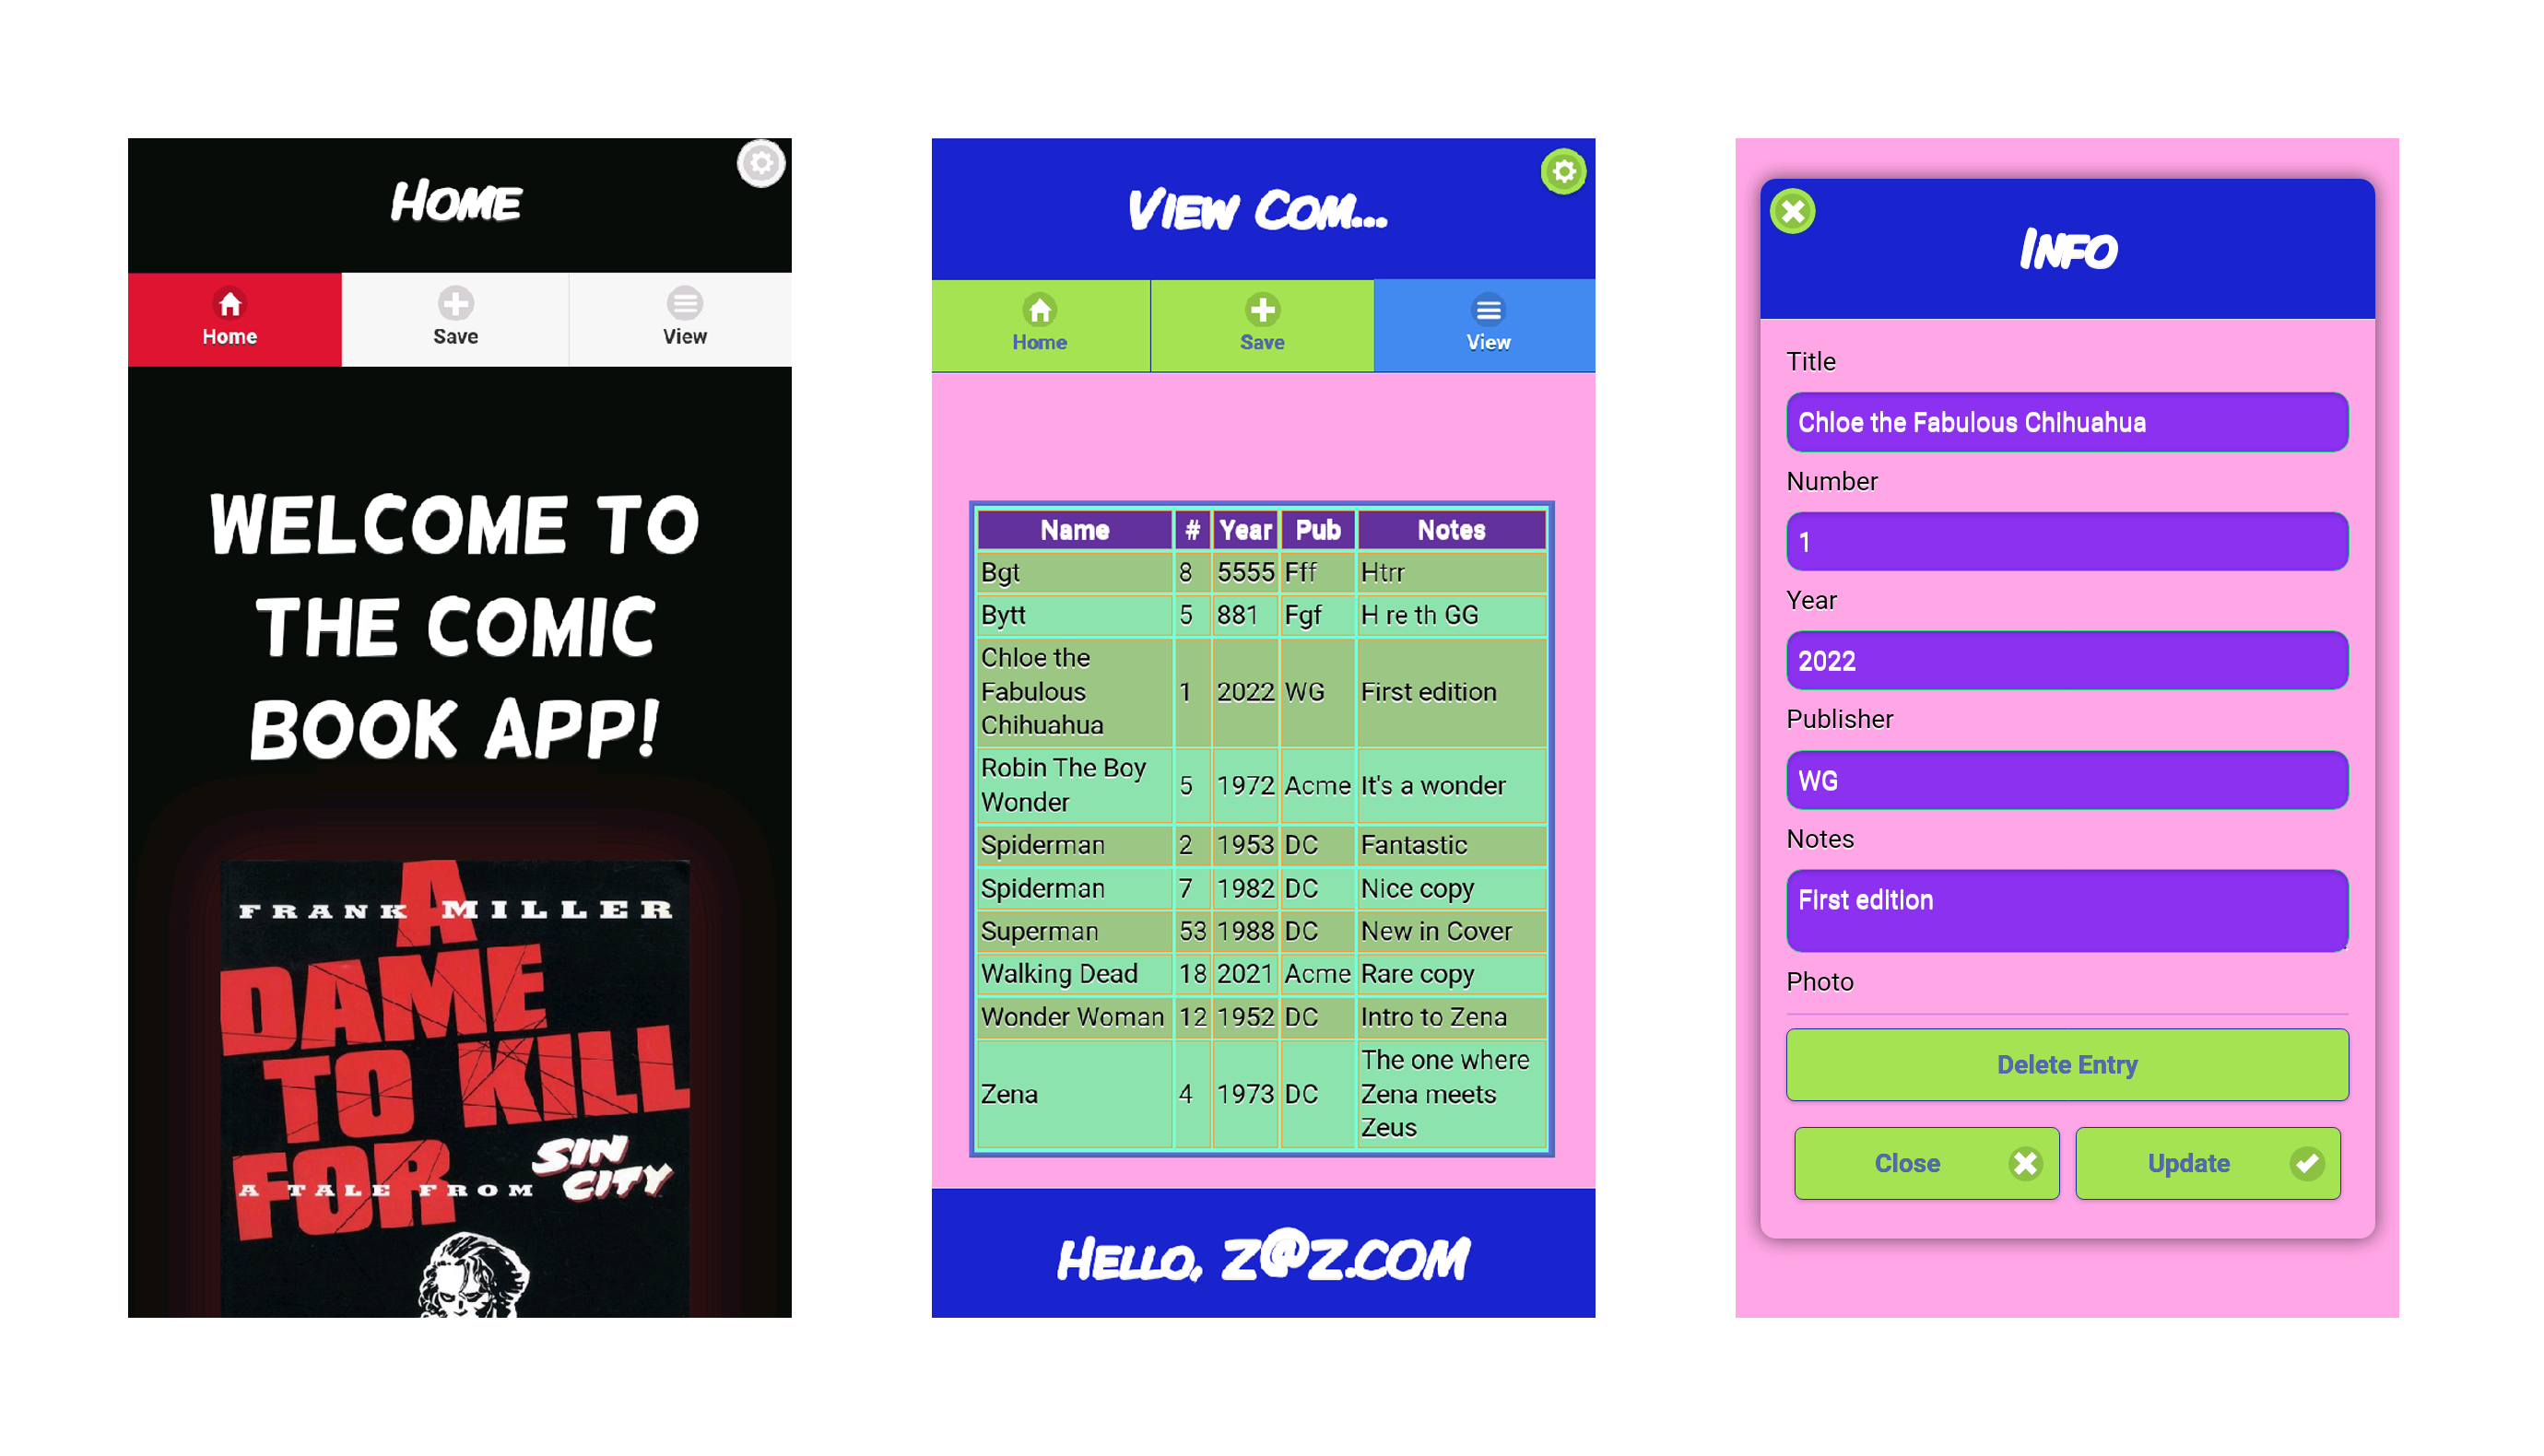 Home
Home
Save
View
WELCOME TO
THE COMIC
BOOK APP!
A
FRANK MILLER
DAME
TO KILL
FOR
A TALE FROM
SIN
CITY
View Com...
Home
Save
View
Name # Year Pub Notes
Bgt 8 5555 Fff Htrr
Bytt 5 881 Fgf H re th GG
Chloe the
Fabulous
Chihuahua
1 2022 WG First edition
Robin The Boy
Wonder
5 1972 Acme It's a wonder
Spiderman 2 1953 DC Fantastic
Spiderman 7 1982 DC Nice copy
Superman 53 1988 DC New in Cover
Walking Dead 18 2021 Acme Rare copy
Wonder Woman 12 1952 DC Intro to Zena
Zena 4 1973 DC
The one where
Zena meets
Zeus
Hello, z@z.com
Info
Title
Chloe the Fabulous Chihuahua
Number
1
Year
2022
Publisher
WG
Notes
First edition
Photo
Delete Entry
Close
Update